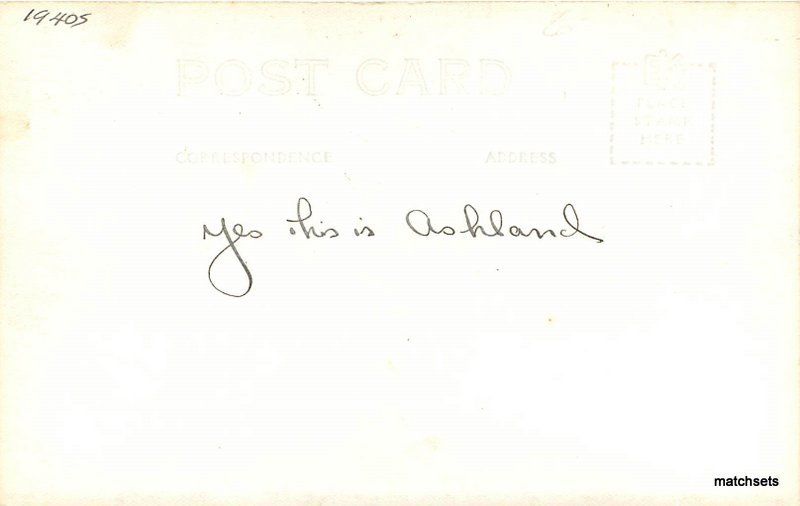 1940s
POST CARD
PLACE
STAMP
HERE
CORRESPONDENCE ADDRESS
Yes this is Ashland
matchsets